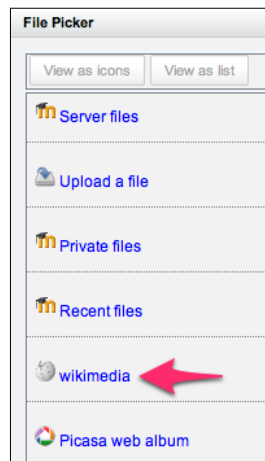 File Picker
View as icons View as list
Server files
Upload a file
Private files
Recent files
wikimedia
Picasa web album